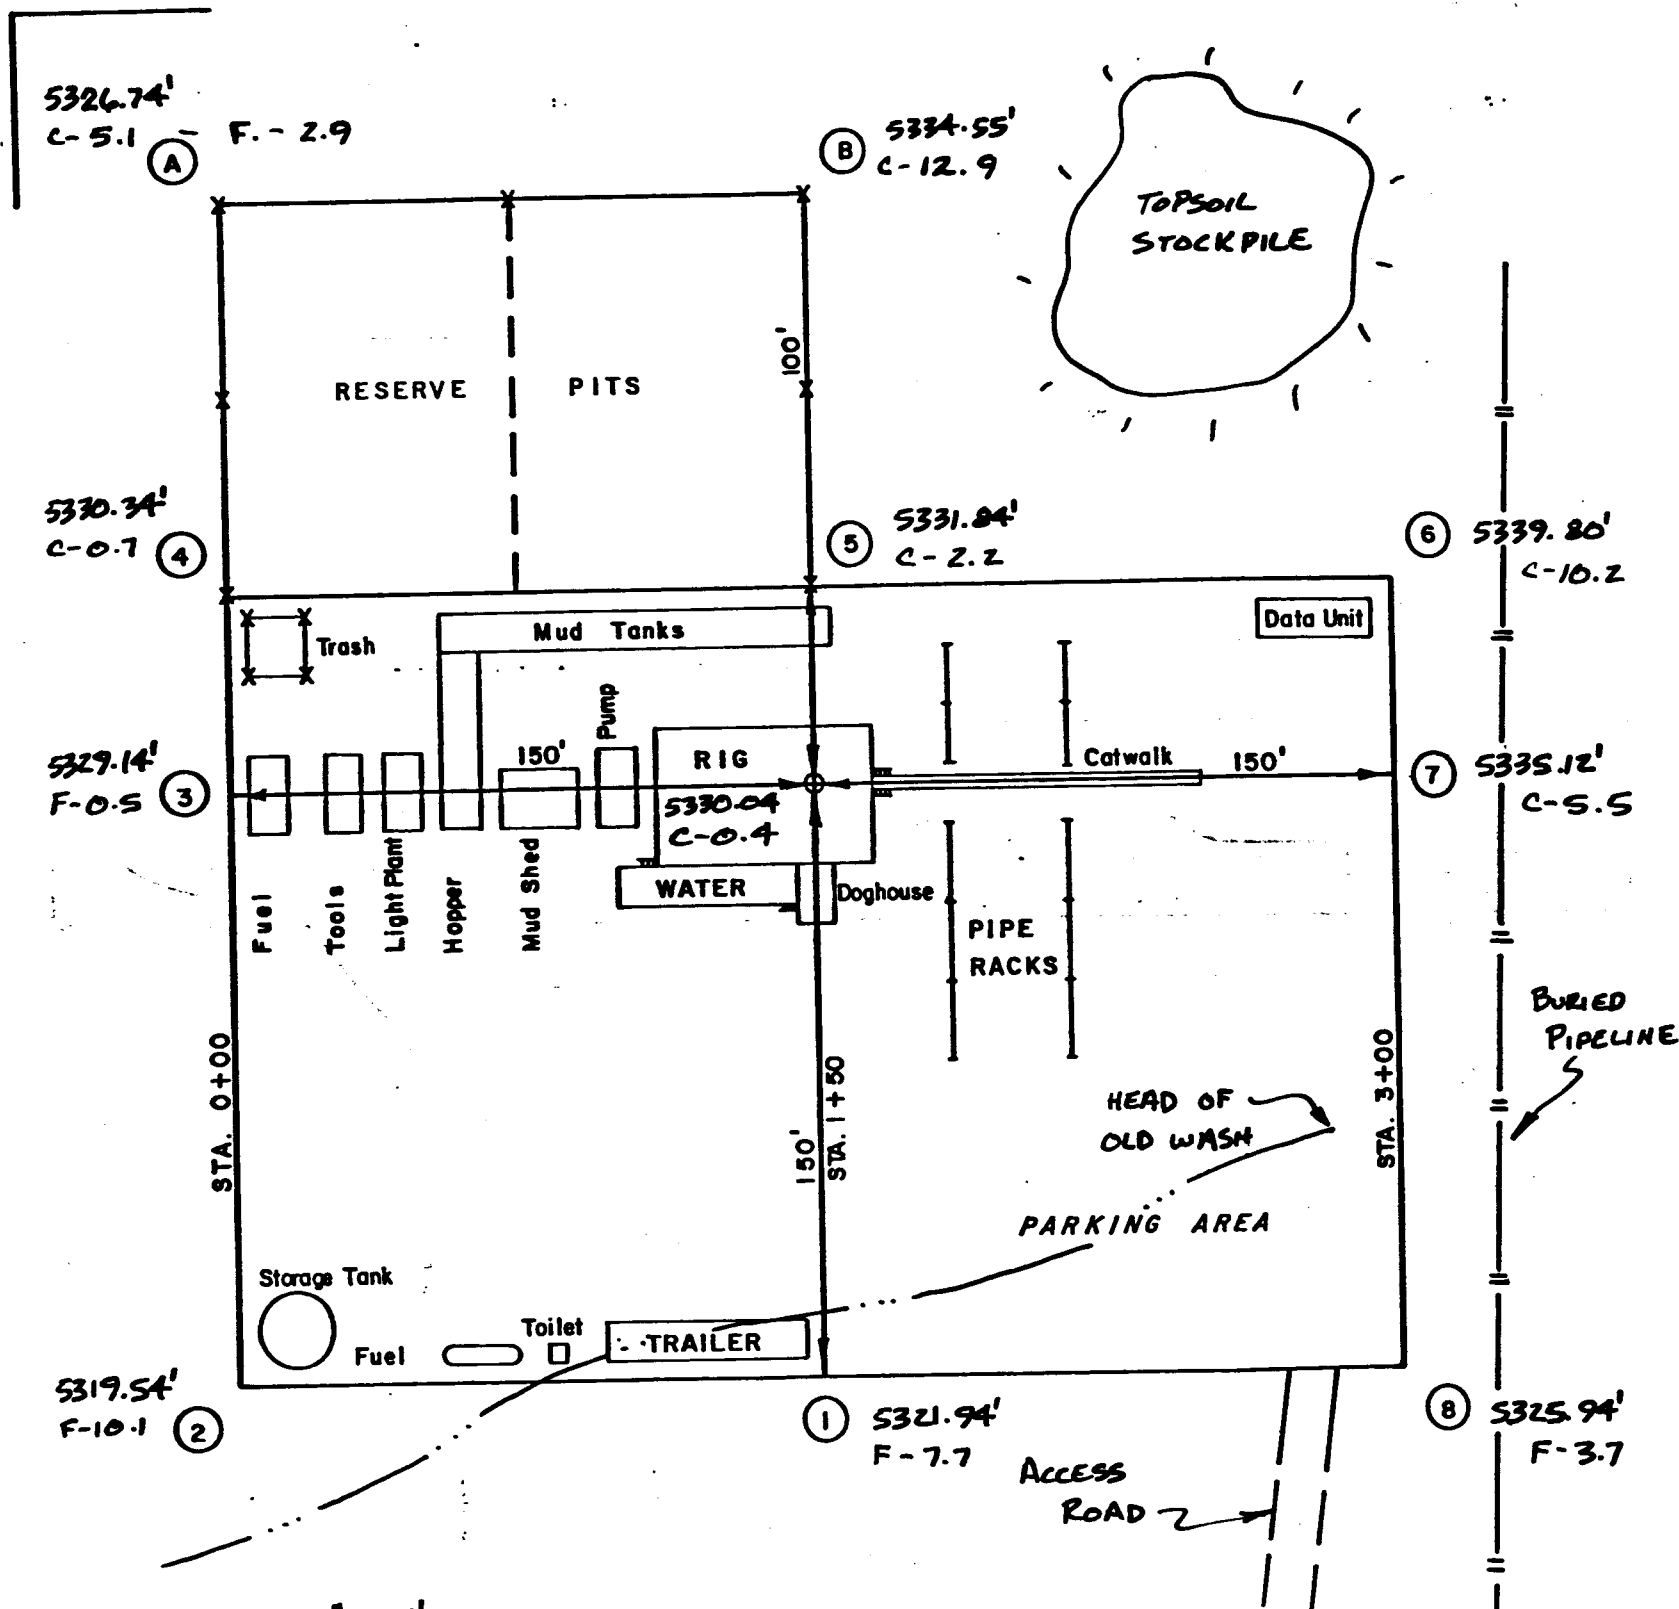 5326.74'
C-5.1 - F.-2.9
A
B
5334.55'
C-12.9
TOPSOIL
STOCKPILE
100'
RESERVE PITS
5330.34'
C-0.7
4
5
5331.84'
C-2.2
6
5339.80'
C-10.2
Data Unit
Mud Tanks
Trash
Pump
5329.14'
F-0.5
3
150'
RIG
Catwalk
150'
7
5335.12'
C-5.5
5330.04
C-0.4
WATER
Doghouse
Fuel
Tools
Light Plant
Hopper
Mud Shed
PIPE
RACKS
BURIED
PIPELINE
STA. 0+00
150'
STA. 1+50
STA. 3+00
HEAD OF
OLD WASH
PARKING AREA
Storage Tank
Fuel
Toilet
TRAILER
5319.54'
F-10.1
2
1
5321.94'
F-7.7
8
5325.94'
F-3.7
ACCESS
ROAD